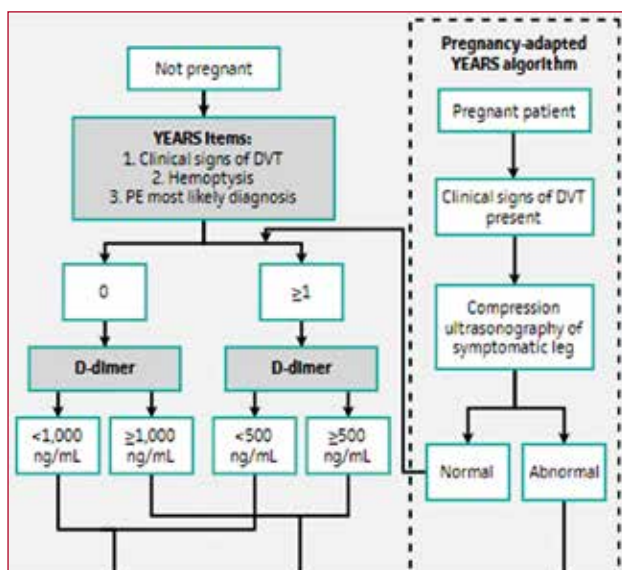 Not pregnant
YEARS Items:
1. Clinical signs of DVT
2. Hemoptysis
3. PE most likely diagnosis
0
≥1
D-dimer
D-dimer
<1,000
ng/mL
≥1,000
ng/mL
<500
ng/mL
≥500
ng/mL
Pregnancy-adapted
YEARS algorithm
Pregnant patient
Clinical signs of DVT
present
Compression
ultrasonography of
symptomatic leg
Normal
Abnormal